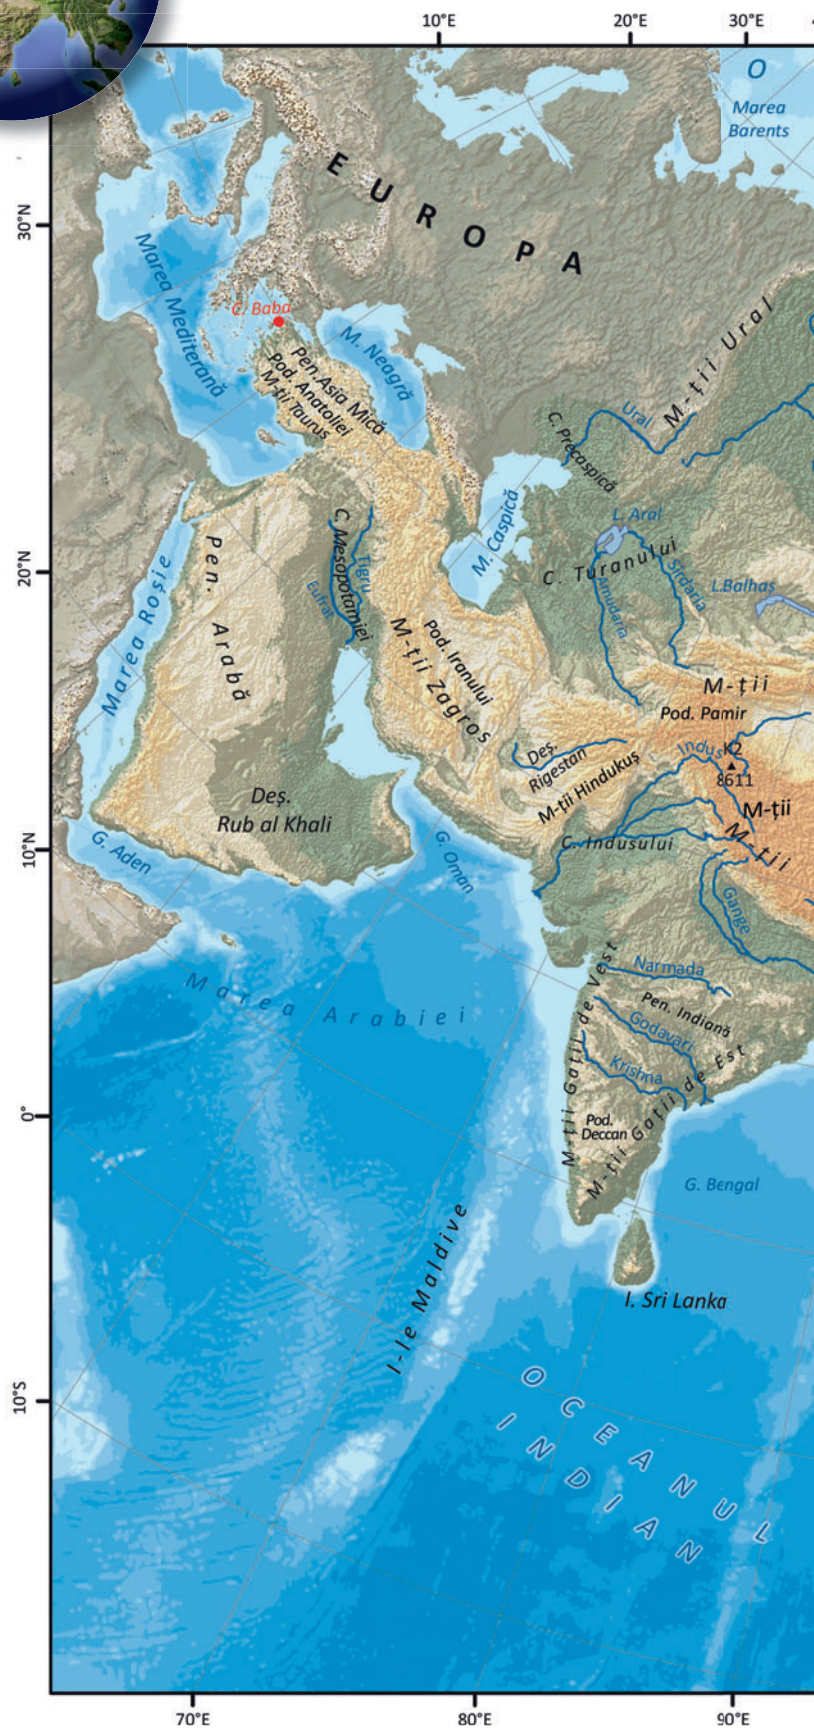 10°E
20°E
30°E
O
Marea
Barents
EUROPA
30°N
Marea Mediterană
C. Baba
M. Neagră
Pen. Asia Mică
Pod. Anatoliei
M-ții Taurus
M-ții Ural
Ural
C. Precaspică
M. Caspică
L. Aral
C. Turanului
Sirdaria
Amudaria
L.Balhaș
20°N
Marea Roșie
Pen. Arabă
C. Mesopotamiei
Tigru
Eufrat
M-ții Zagros
Pod. Iranului
M-ții
Pod. Pamir
Deș.
Rigestan
M-ții Hindukuș
Indus
K2
8611
M-ții
M-ții
Deș.
Rub al Khali
10°N
G. Aden
G. Oman
C. Indusului
Gange
Marea Arabiei
Narmada
Pen. Indiană
Godavari
Krishna
M-ții Gații de Vest
M-ții Gații de Est
Pod.
Deccan
0°
G. Bengal
I-le Maldive
I. Sri Lanka
10°S
OCEANUL
INDIAN
70°E
80°E
90°E